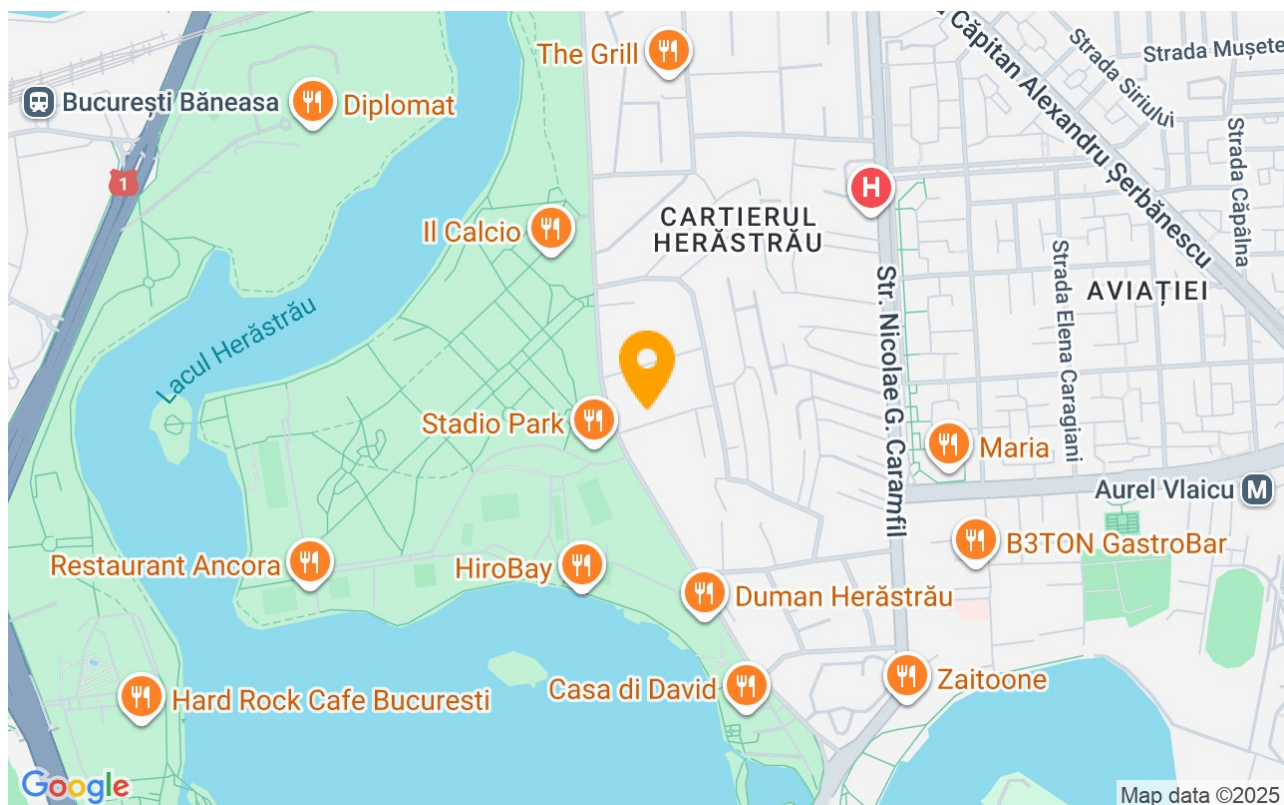 The Grill
a Căpitan Alexandru Șerbănescu
Strada Mușete
Strada Siriului
București Băneasa
Diplomat
1
Strada Căpâlna
H
CARTIERUL
HERĂSTRĂU
Il Calcio
Str. Nicolae G. Caramfil
Strada Elena Caragiani
AVIAȚIEI
Lacul Herăstrău
Stadio Park
Maria
Aurel Vlaicu M
B3TON GastroBar
Restaurant Ancora
HiroBay
Duman Herăstrău
Casa di David
Zaitoone
Hard Rock Cafe Bucuresti
Google
Map data ©2025